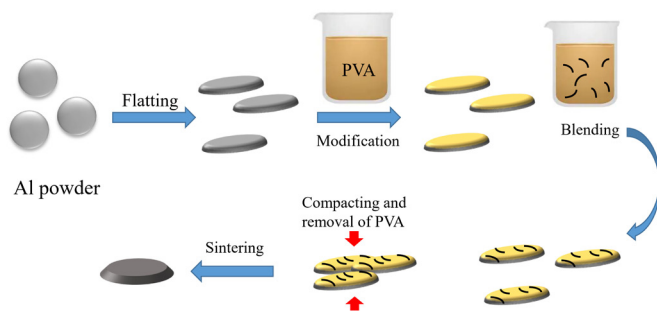 PVA
Flatting
Modification
Blending
Al powder
Compacting and
removal of PVA
Sintering